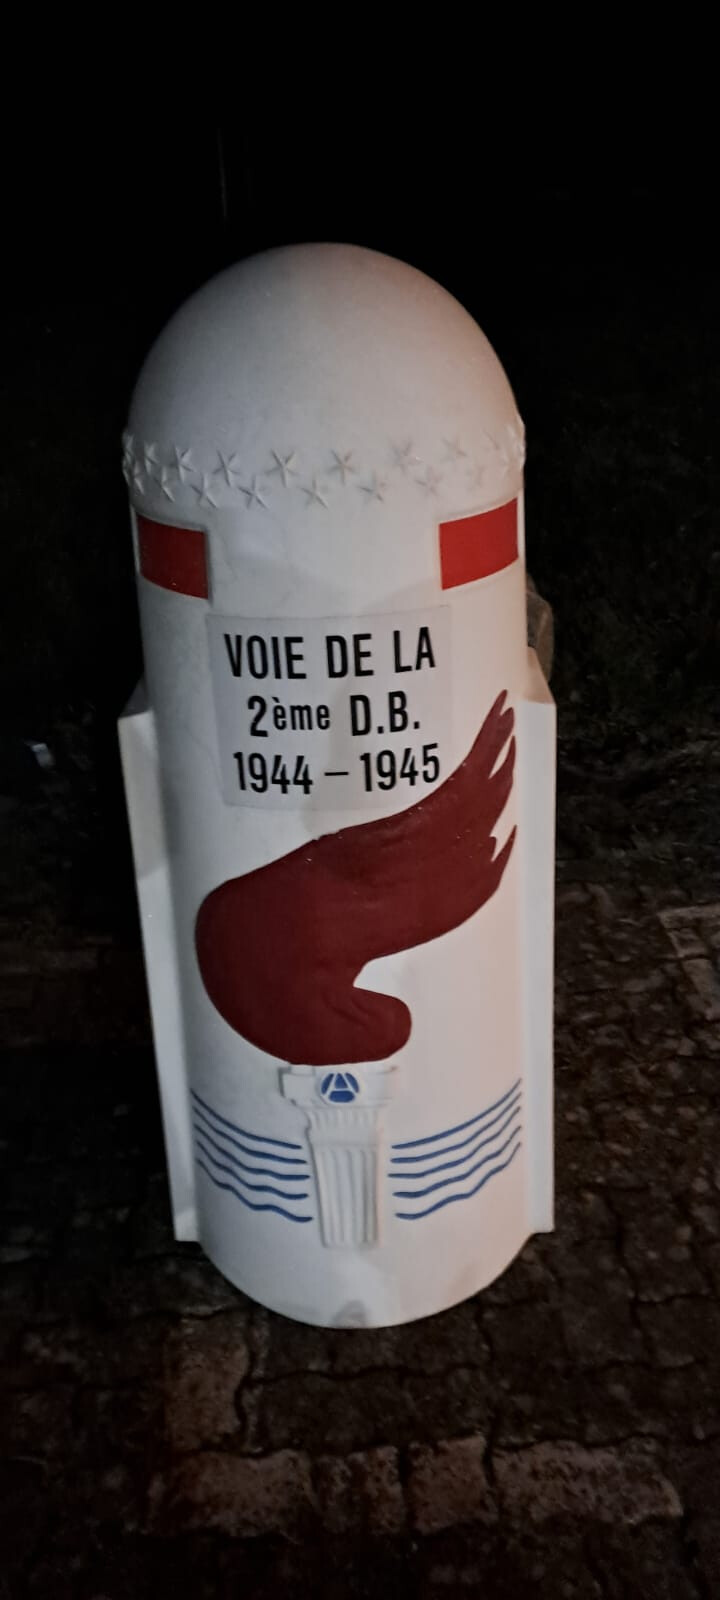 VOIE DE LA
2ème D.B.
1944 – 1945